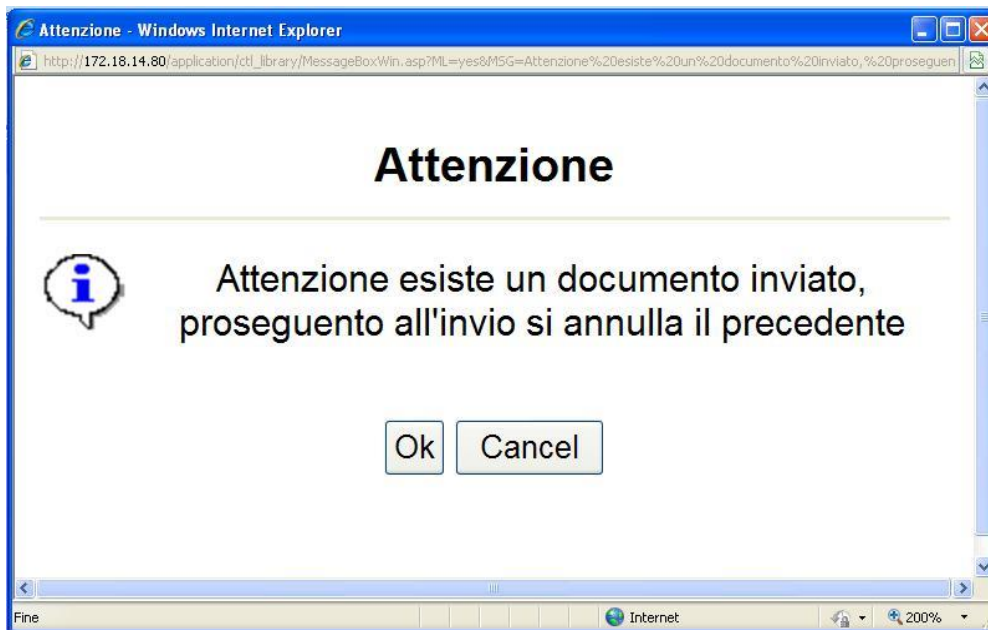 Attenzione - Windows Internet Explorer
http://172.18.14.80/application/ctl_library/MessageBoxWin.asp?ML=yes&MSG=Attenzione%20esiste%20un%20documento%20inviato,%20proseguen
Attenzione
i
Attenzione esiste un documento inviato,
proseguento all'invio si annulla il precedente
Ok Cancel
Fine Internet 200%